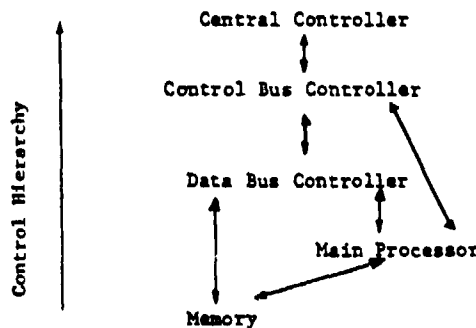 Central Controller
Control Bus Controller
Data Bus Controller
Main Processor
Memory
Control Hierarchy